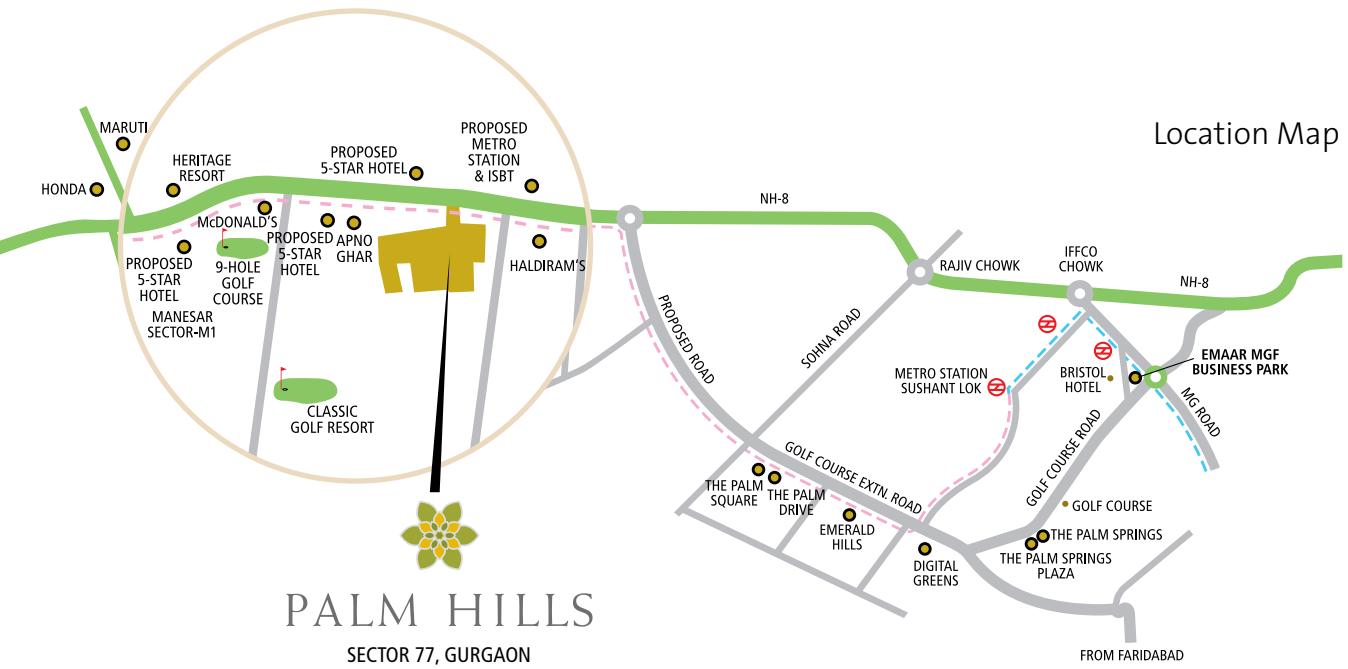 Location Map
MARUTI
HONDA
HERITAGE
RESORT
PROPOSED
5-STAR HOTEL
PROPOSED
METRO
STATION
& ISBT
McDONALD'S
PROPOSED
5-STAR
HOTEL
APNO
GHAR
HALDIRAM'S
PROPOSED
5-STAR
HOTEL
MANESAR
SECTOR-M1
9-HOLE
GOLF
COURSE
CLASSIC
GOLF RESORT
NH-8
RAJIV CHOWK
IFFCO
CHOWK
NH-8
PROPOSED ROAD
SOHNA ROAD
METRO STATION
SUSHANT LOK
BRISTOL
HOTEL
EMAAR MGF
BUSINESS PARK
MG ROAD
GOLF COURSE ROAD
GOLF COURSE EXTN. ROAD
THE PALM
SQUARE
THE PALM
DRIVE
EMERALD
HILLS
DIGITAL
GREENS
GOLF COURSE
THE PALM SPRINGS
THE PALM SPRINGS
PLAZA
FROM FARIDABAD
PALM HILLS
SECTOR 77, GURGAON